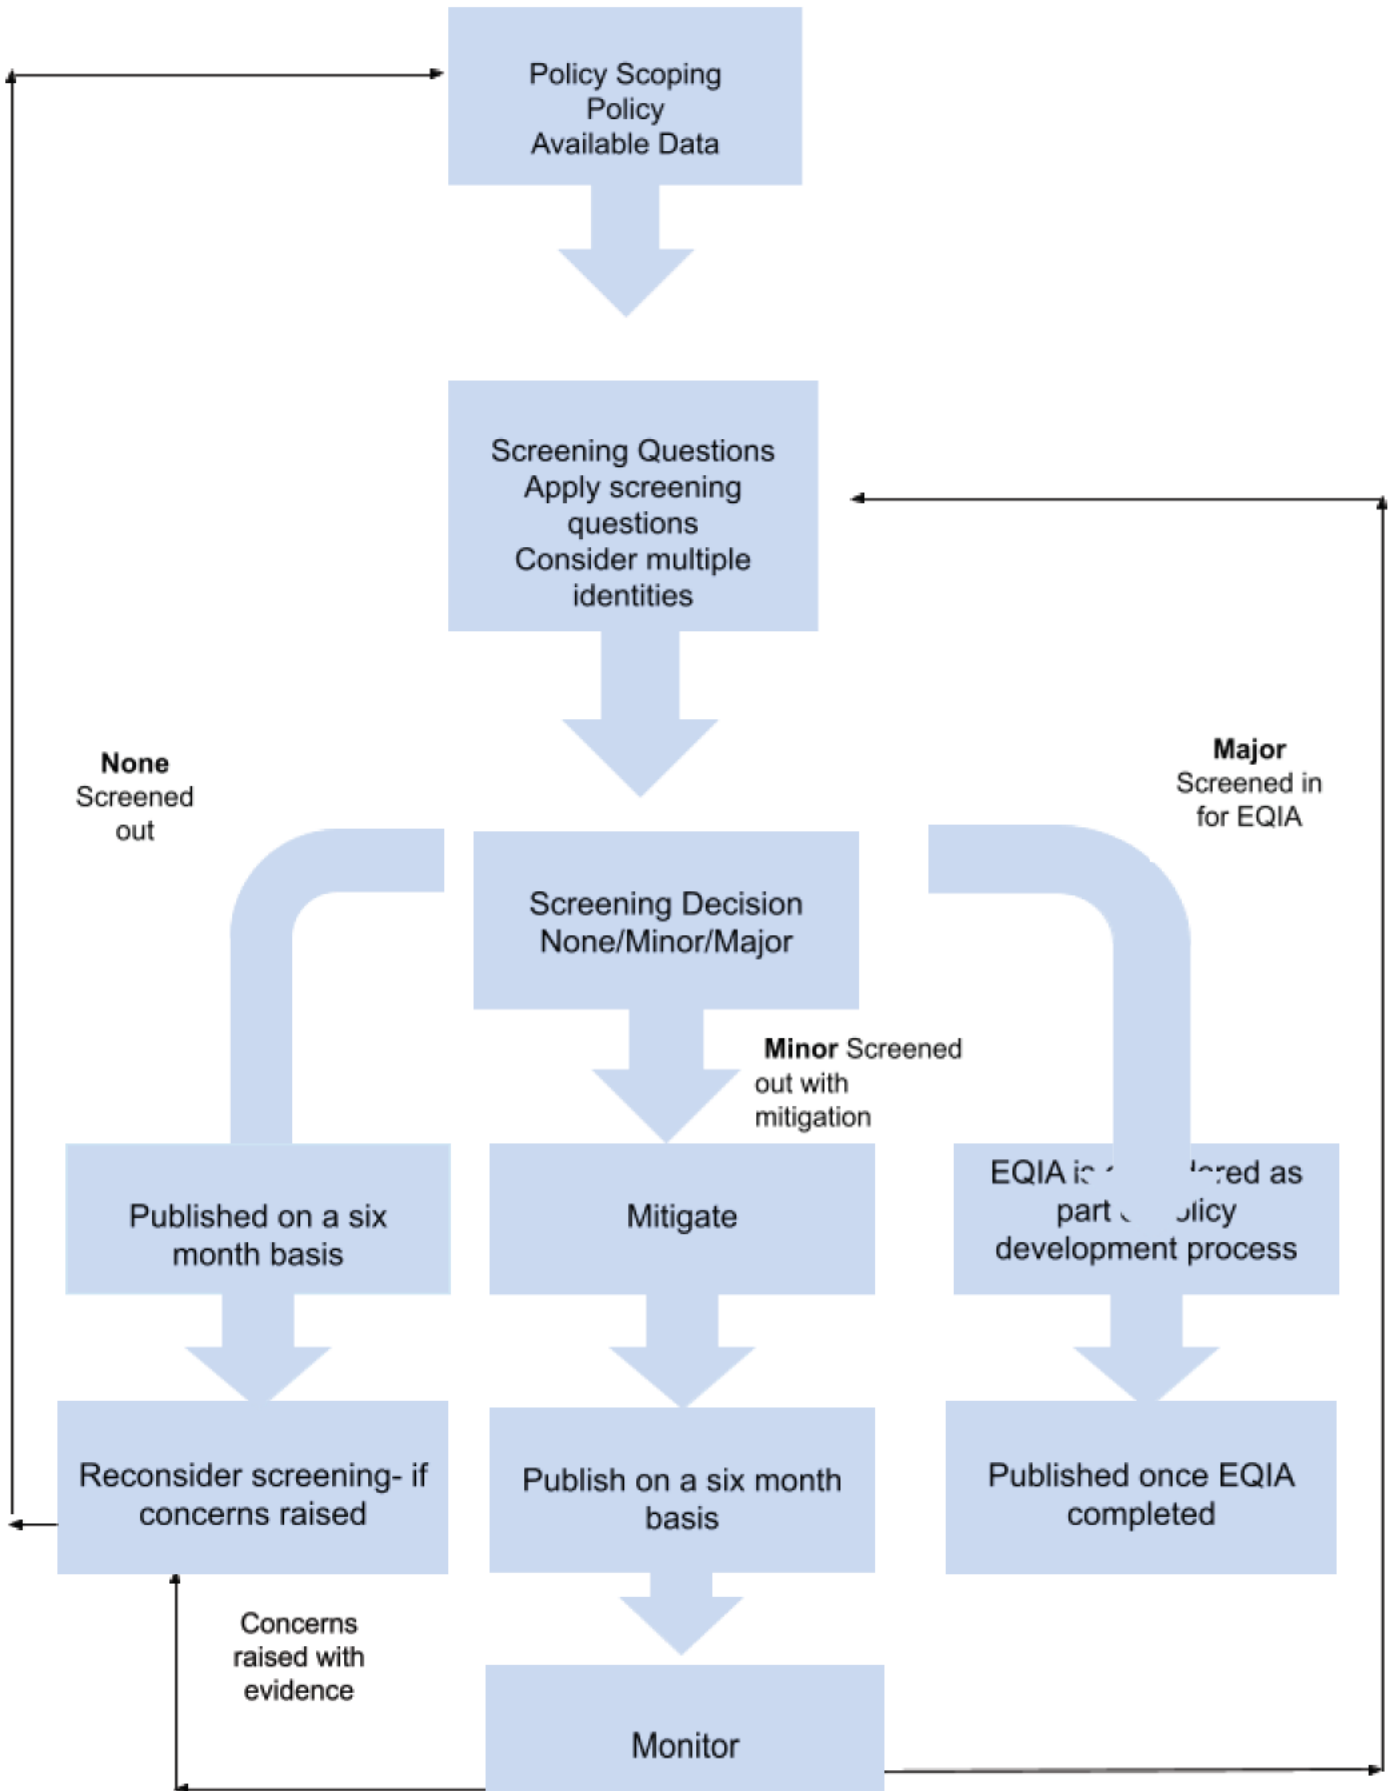 Policy Scoping
Policy
Available Data
Screening Questions
Apply screening
questions
Consider multiple
identities
None
Screened
out
Major
Screened in
for EQIA
Screening Decision
None/Minor/Major
Minor Screened
out with
mitigation
Published on a six
month basis
Mitigate
EQIA is as
part
development process
Reconsider screening- if
concerns raised
Publish on a six month
basis
Published once EQIA
completed
Concerns
raised with
evidence
Monitor